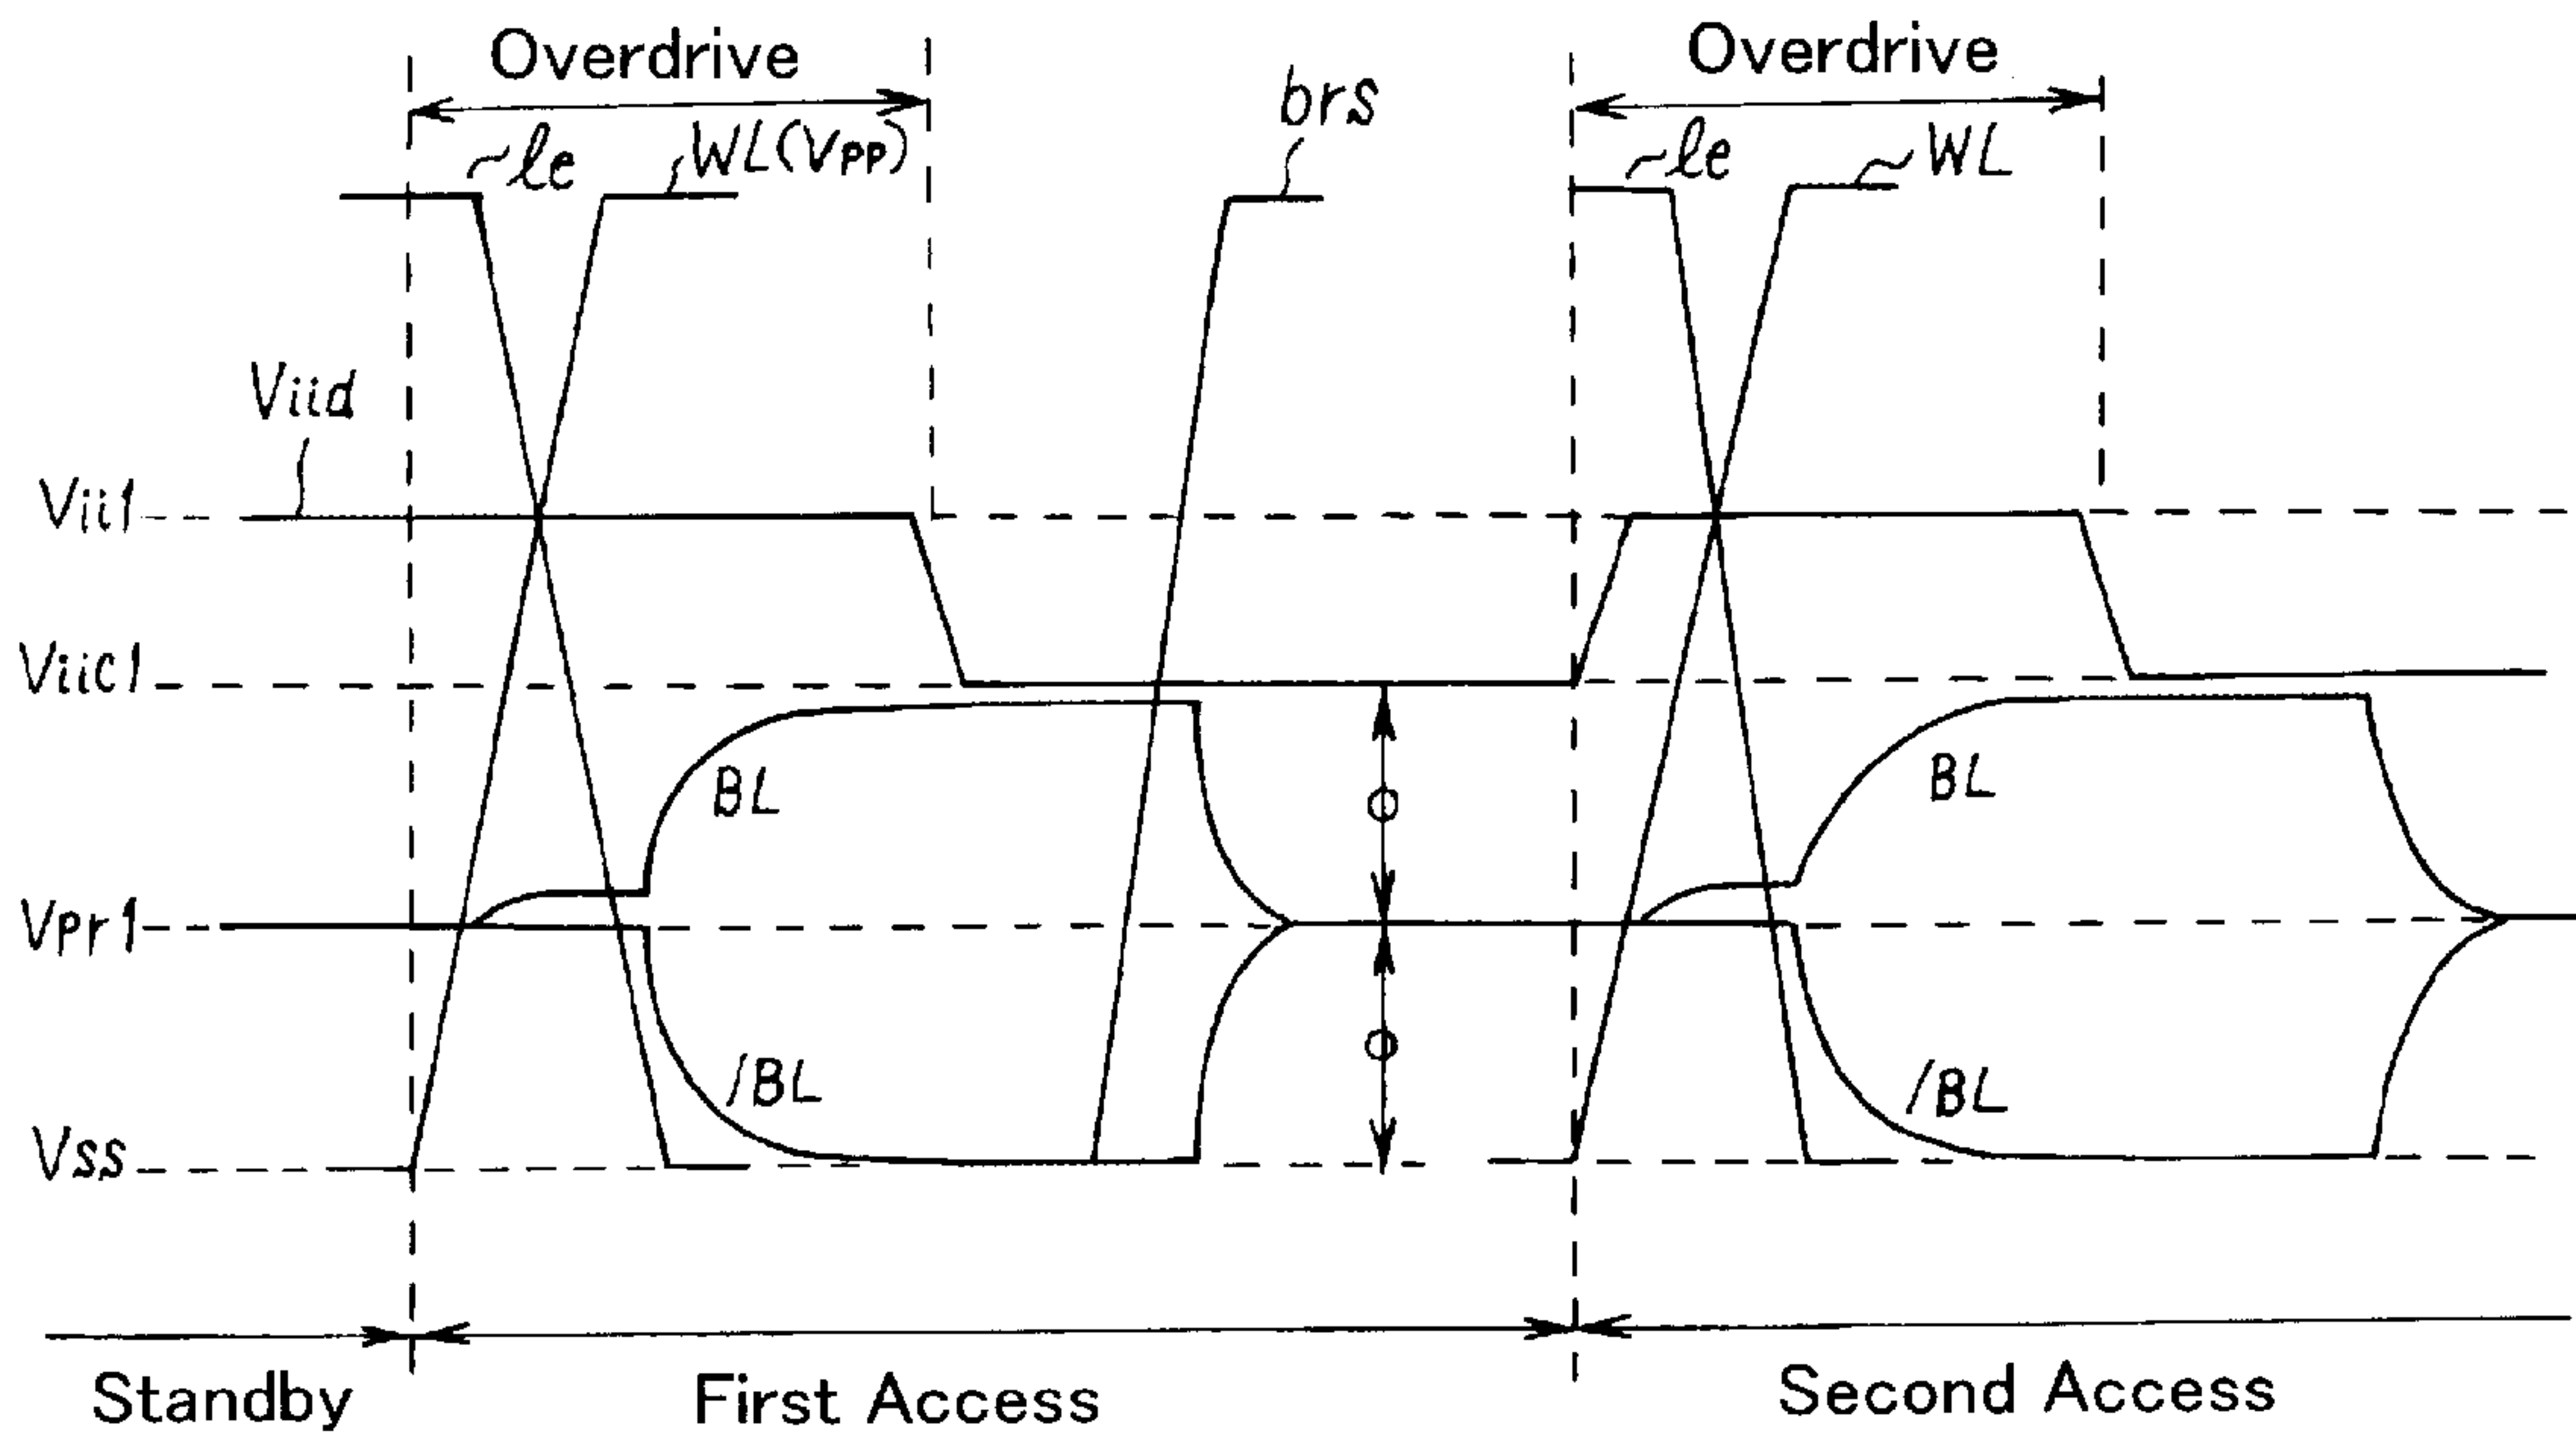 Overdrive
Overdrive
brs
le
WL(VPP)
le
WL
Viid
Vii1
Viic1
BL
BL
Vpr1
/BL
/BL
Vss
Standby
First Access
Second Access